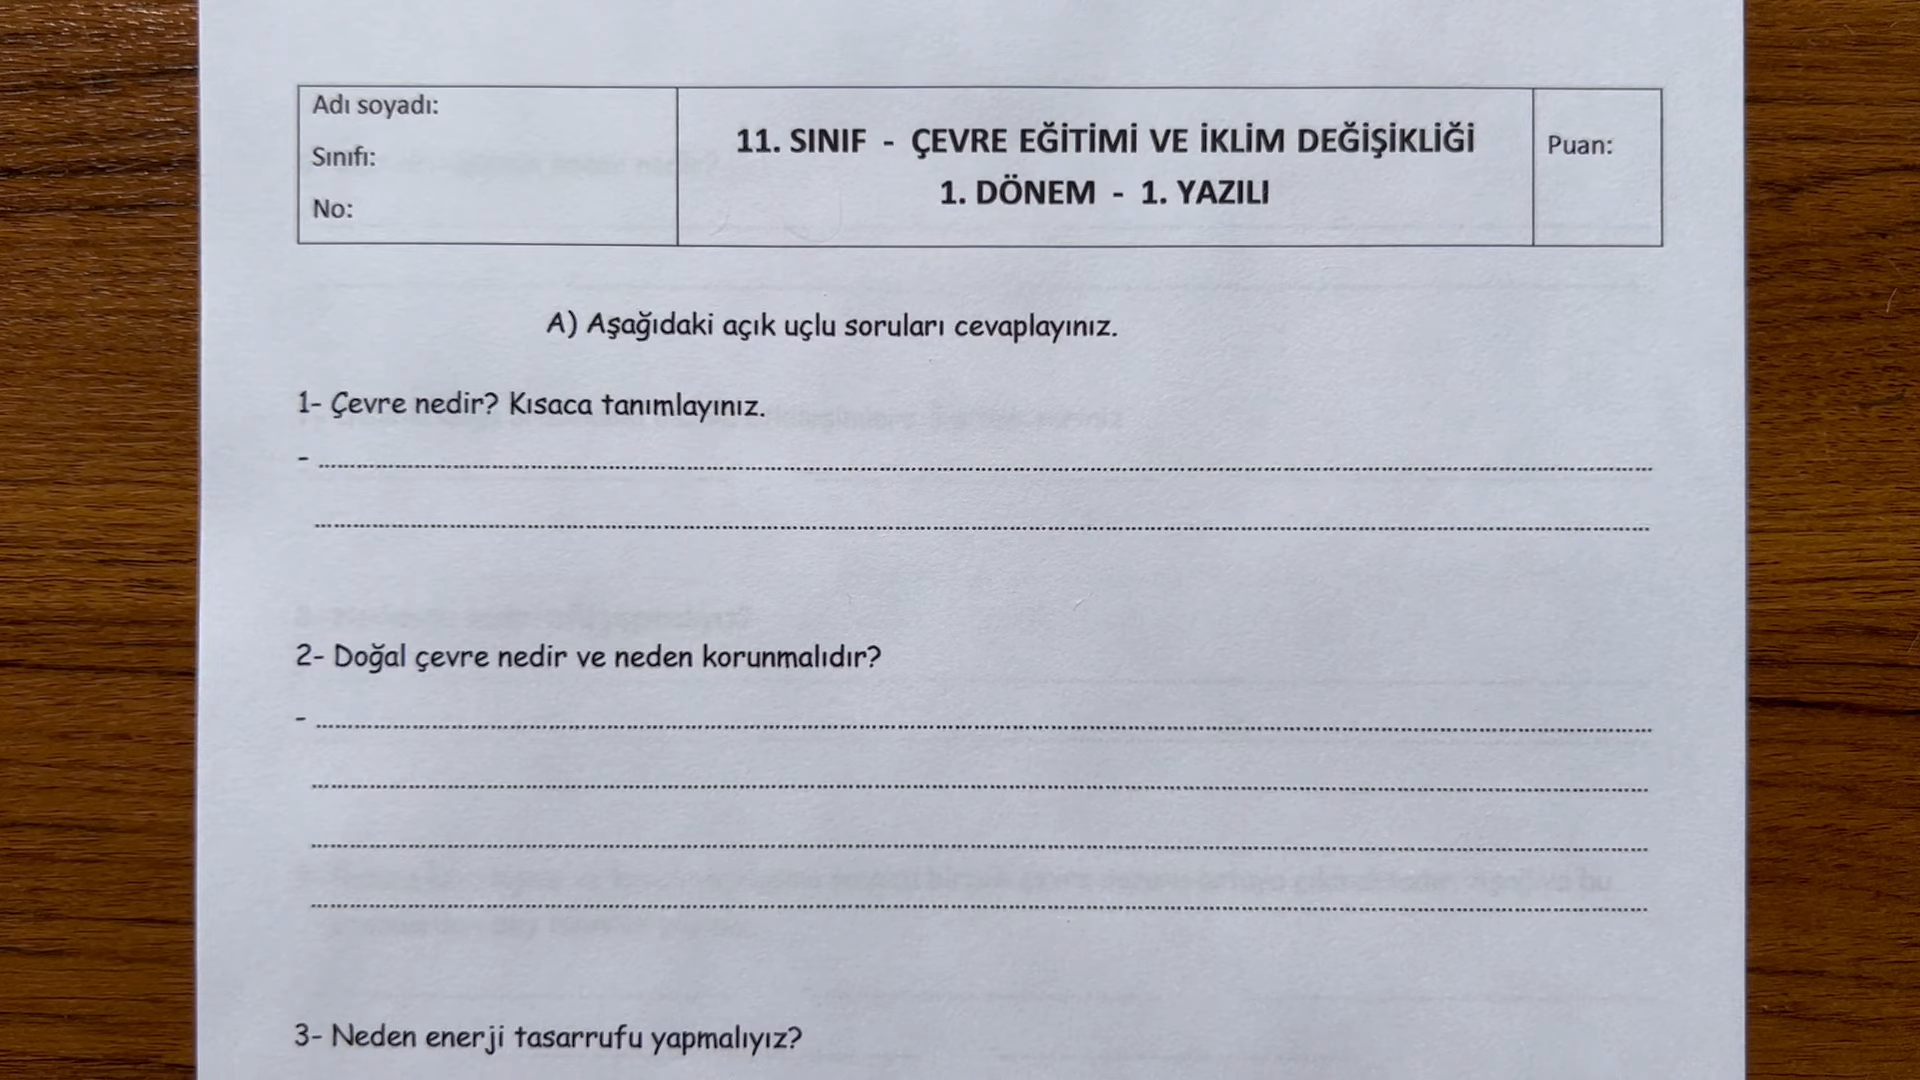 Adı soyadı:
Sınıfı:
No:
11. SINIF - ÇEVRE EĞİTİMİ VE İKLİM DEĞİŞİKLİĞİ
1. DÖNEM - 1. YAZILI
Puan:
A) Aşağıdaki açık uçlu soruları cevaplayınız.
1- Çevre nedir? Kısaca tanımlayınız.
-
2- Doğal çevre nedir ve neden korunmalıdır?
-
3- Neden enerji tasarrufu yapmalıyız?